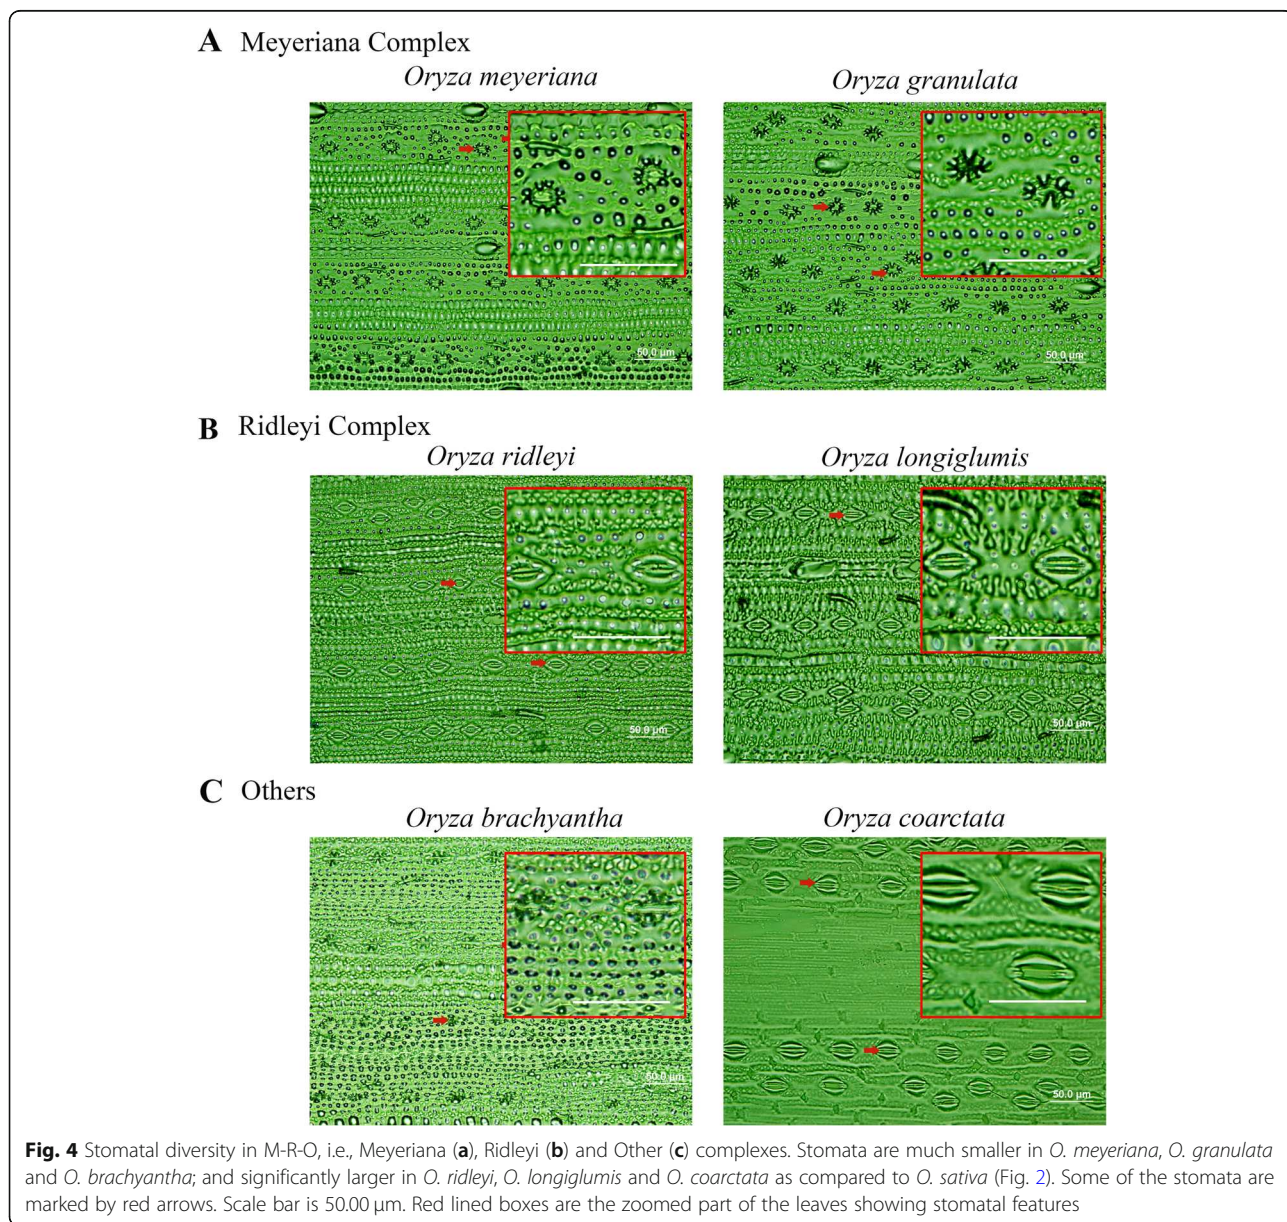 A Meyeriana Complex
Oryza meyeriana Oryza granulata
50.0 µm 50.0 µm
B Ridleyi Complex
Oryza ridleyi Oryza longiglumis
50.0 µm 50.0 µm
C Others
Oryza brachyantha Oryza coarctata
50.0 µm 50.0 µm
Fig. 4 Stomatal diversity in M-R-O, i.e., Meyeriana (a), Ridleyi (b) and Other (c) complexes. Stomata are much smaller in O. meyeriana, O. granulata
and O. brachyantha; and significantly larger in O. ridleyi, O. longiglumis and O. coarctata as compared to O. sativa (Fig. 2). Some of the stomata are
marked by red arrows. Scale bar is 50.00 µm. Red lined boxes are the zoomed part of the leaves showing stomatal features